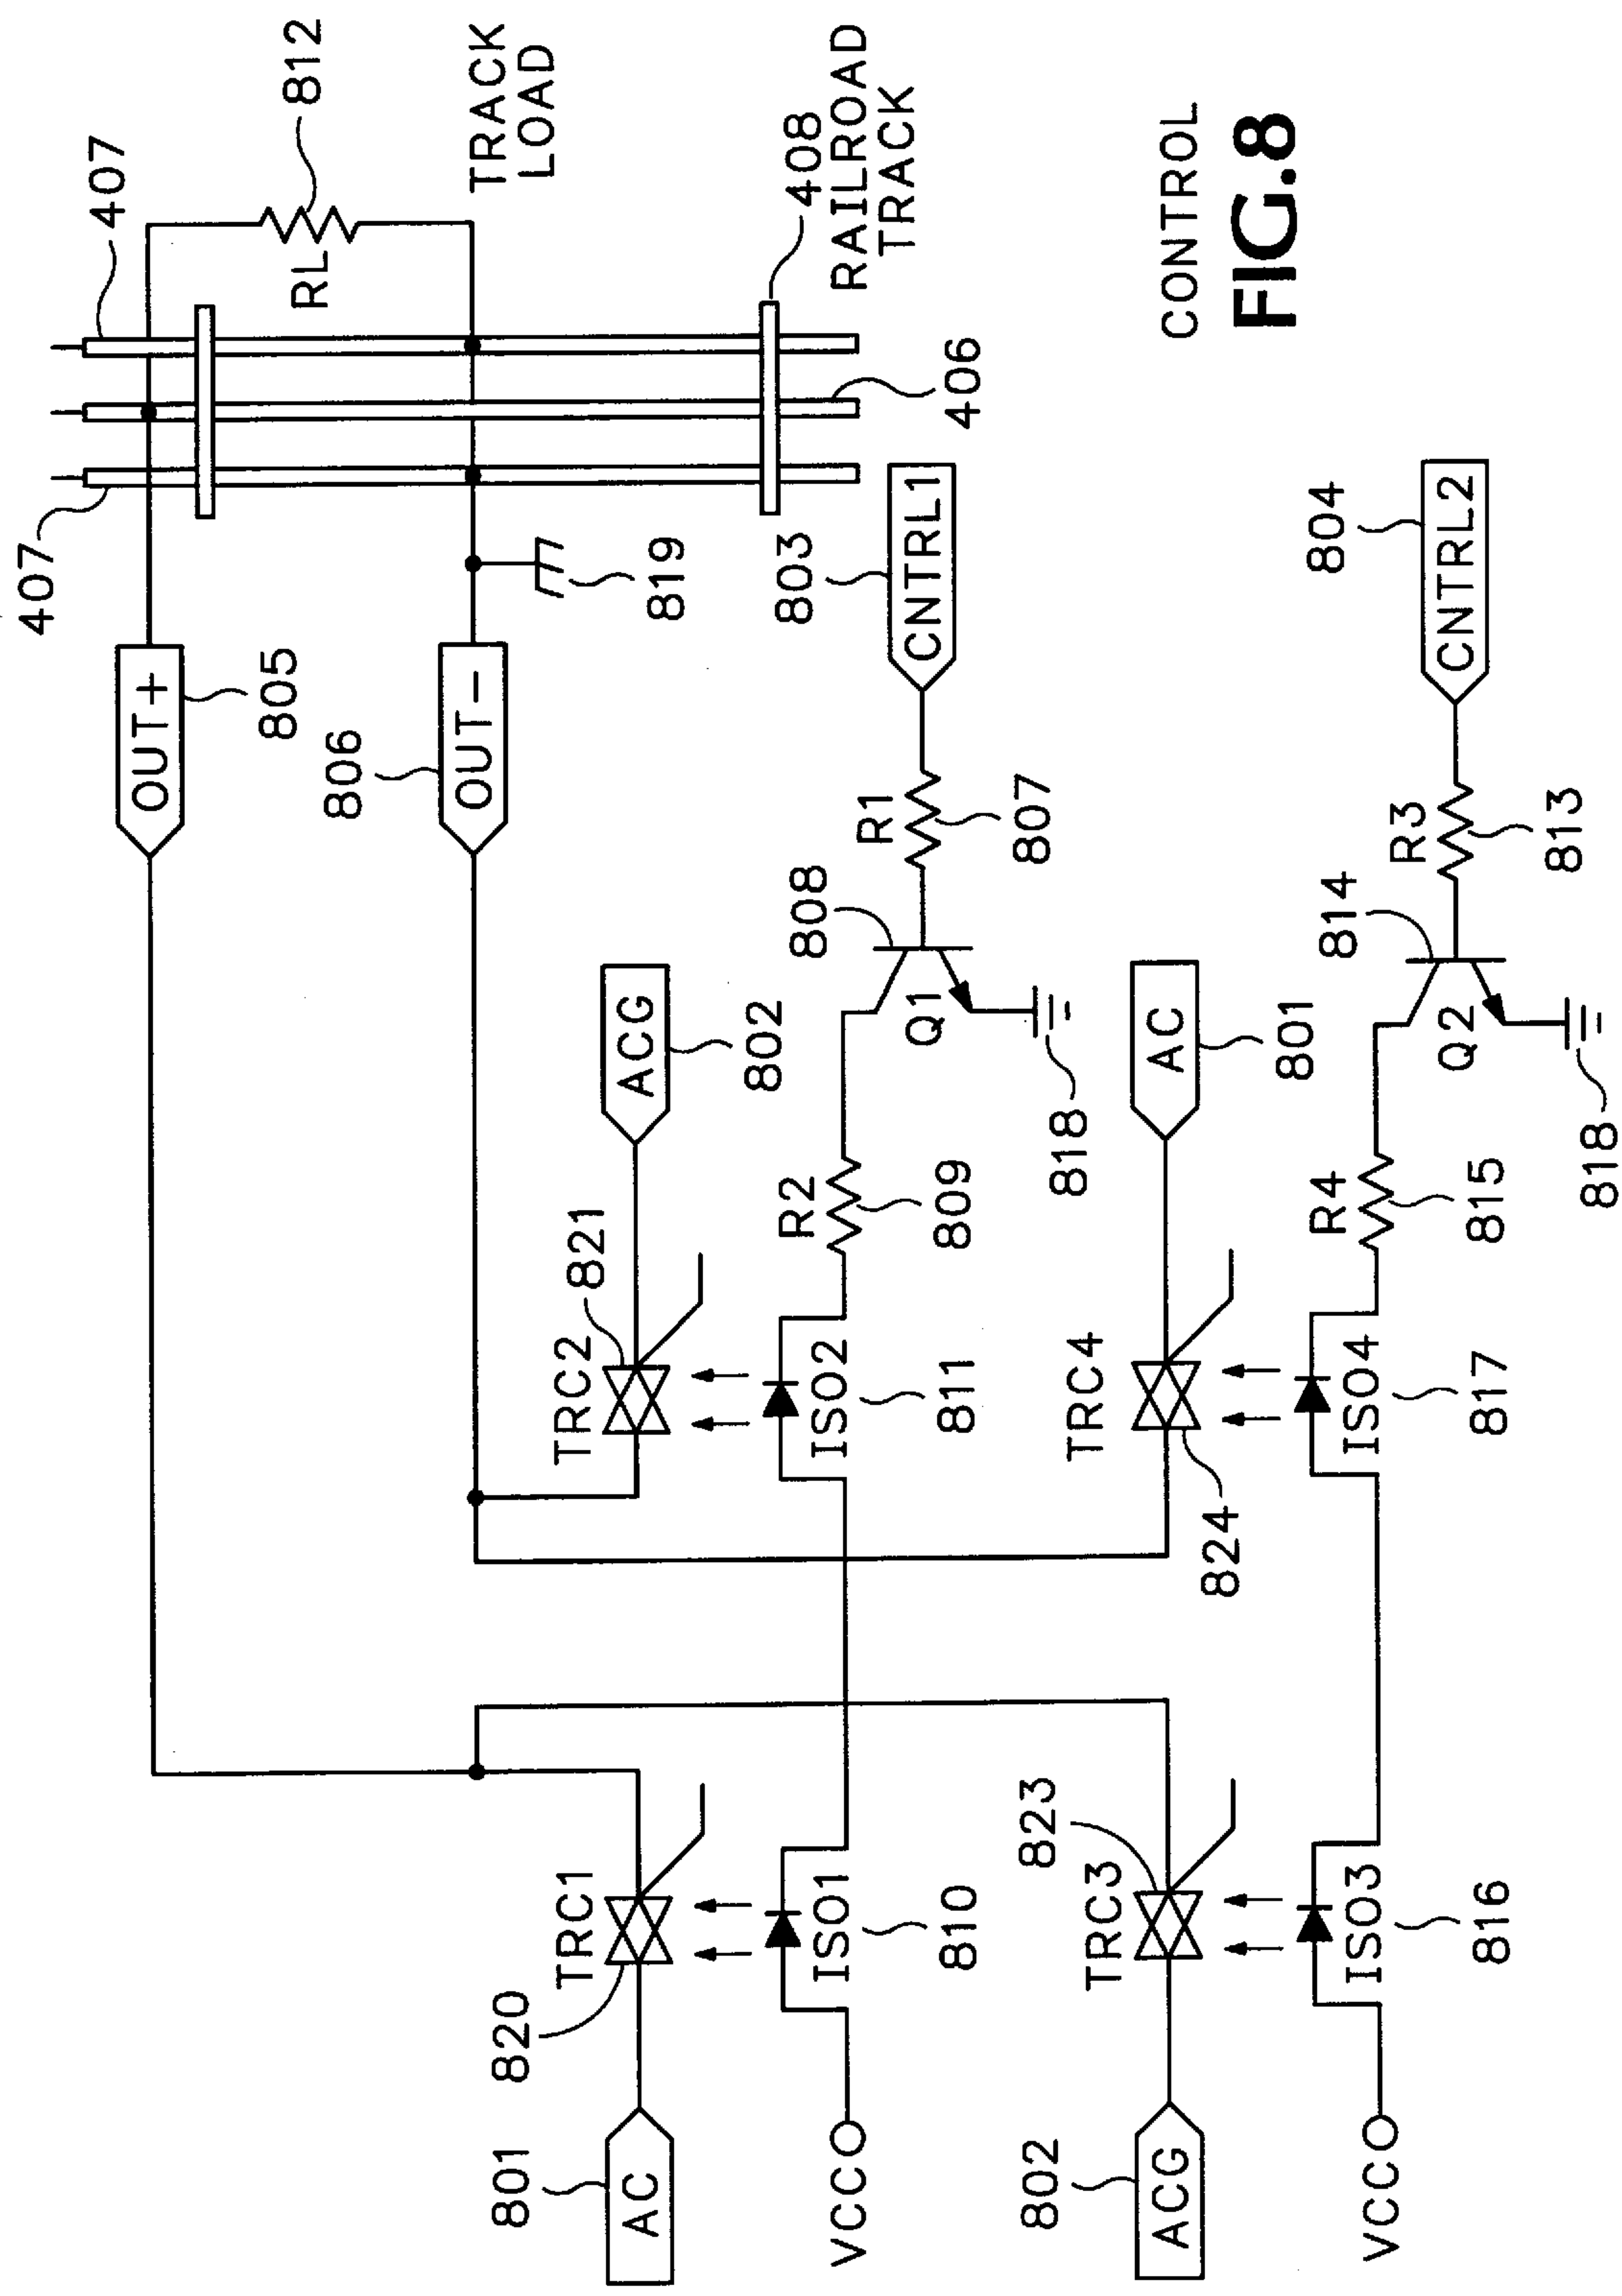 407
407
812
RL
TRACK
LOAD
OUT+
805
806
OUT-
819
408
RAILROAD
TRACK
406
803
CNTRL1
R1
807
808
Q1
818
ACG
802
TRC2
821
R2
809
ISO2
811
TRC1
820
801
AC
ISO1
810
VCC
804
CNTRL2
R3
813
814
Q2
818
AC
801
TRC4
824
R4
815
ISO4
817
823
TRC3
802
ACG
ISO3
816
VCC
CONTROL
FIG.8